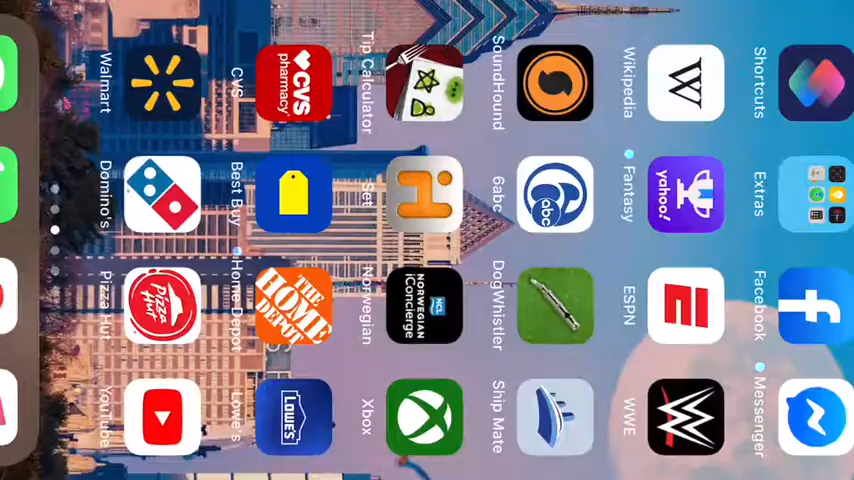 Shortcuts
Extras
facebook
Messenger
W
Wikipedia
yahoo!
Fantasy
ESPN
WWE
SoundHound
abc
6abc
DogWhistler
Ship Mate
Tip Calculator
Set
NCL
NORWEGIAN
iConcierge
Norwegian
Xbox
CVS
pharmacy
CVS
Best Buy
THE
HOME
DEPOT
Home Depot
LOWE'S
Lowe's
Walmart
Domino's
Pizza
Hut
Pizza Hut
YouTube